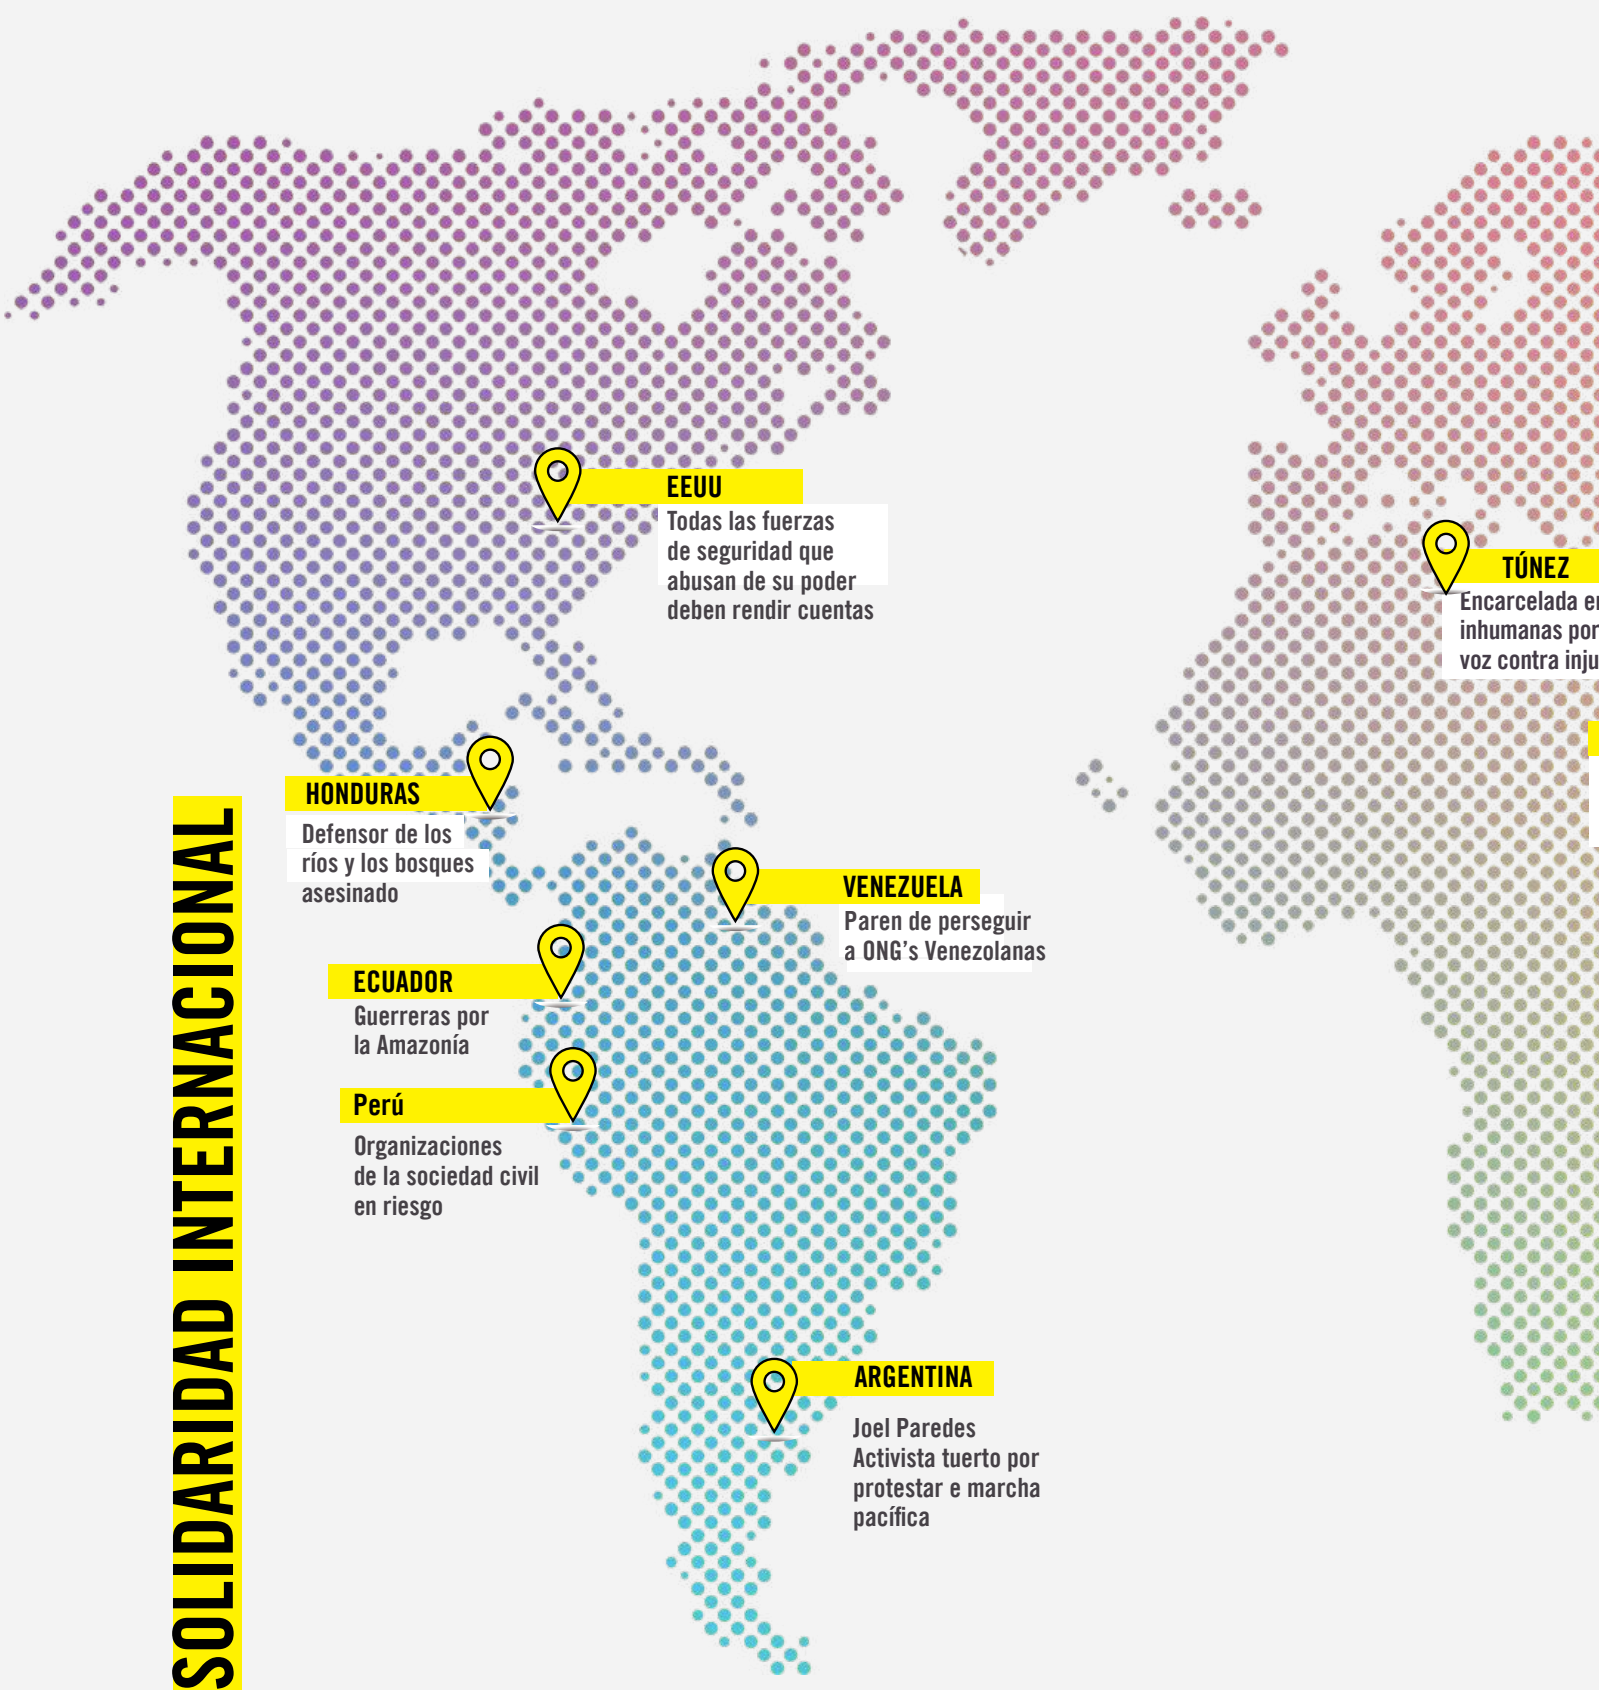 EEUU
Todas las fuerzas
de seguridad que
abusan de su poder
deben rendir cuentas
TÚNEZ
Encarcelada
inhumanas por
voz contra
HONDURAS
Defensor de los
ríos y los bosques
asesinado
VENEZUELA
Paren de perseguir
a ONG's Venezolanas
ECUADOR
Guerreras por
la Amazonía
Perú
Organizaciones
de la sociedad civil
en riesgo
ARGENTINA
Joel Paredes
Activista tuerto por
protestar e marcha
pacífica
SOLIDARIDAD INTERNACIONAL